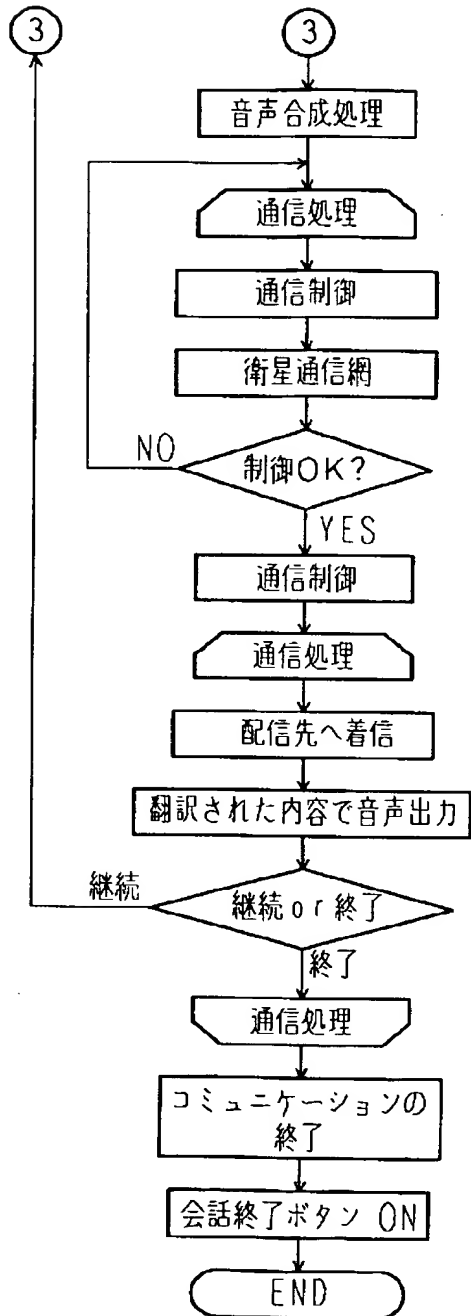 3
3
音声合成処理
通信処理
通信制御
衛星通信網
NO
制御OK?
YES
通信制御
通信処理
配信先へ着信
翻訳された内容で音声出力
継続
継続or終了
終了
通信処理
コミュニケーションの
終了
会話終了ボタン ON
END